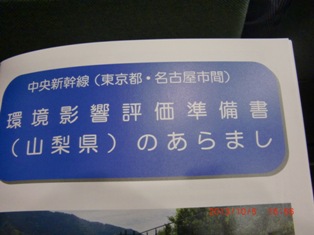 中央新幹線（東京都・名古屋市間）
環境影響評価準備書
（山梨県）のあらまし